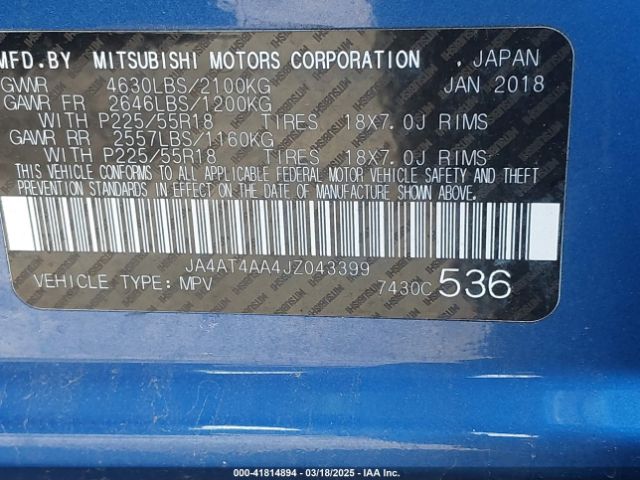 MFD.BY MITSUBISHI MOTORS CORPORATION , JAPAN
GVWR 4630LBS/2100KG JAN 2018
GAWR FR 2646LBS/1200KG
WITH P225/55R18 TIRES 18X7.0J RIMS
GAWR RR 2557LBS/1160KG
WITH P225/55R18 TIRES 18X7.0J RIMS
THIS VEHICLE CONFORMS TO ALL APPLICABLE FEDERAL MOTOR VEHICLE SAFETY AND THEFT
PREVENTION STANDARDS IN EFFECT ON THE DATE OF MANUFACTURE SHOWN ABOVE.
JA4AT4AA4JZ043399
VEHICLE TYPE: MPV 7430C 536
000-41814894 - 03/18/2025 - IAA Inc.